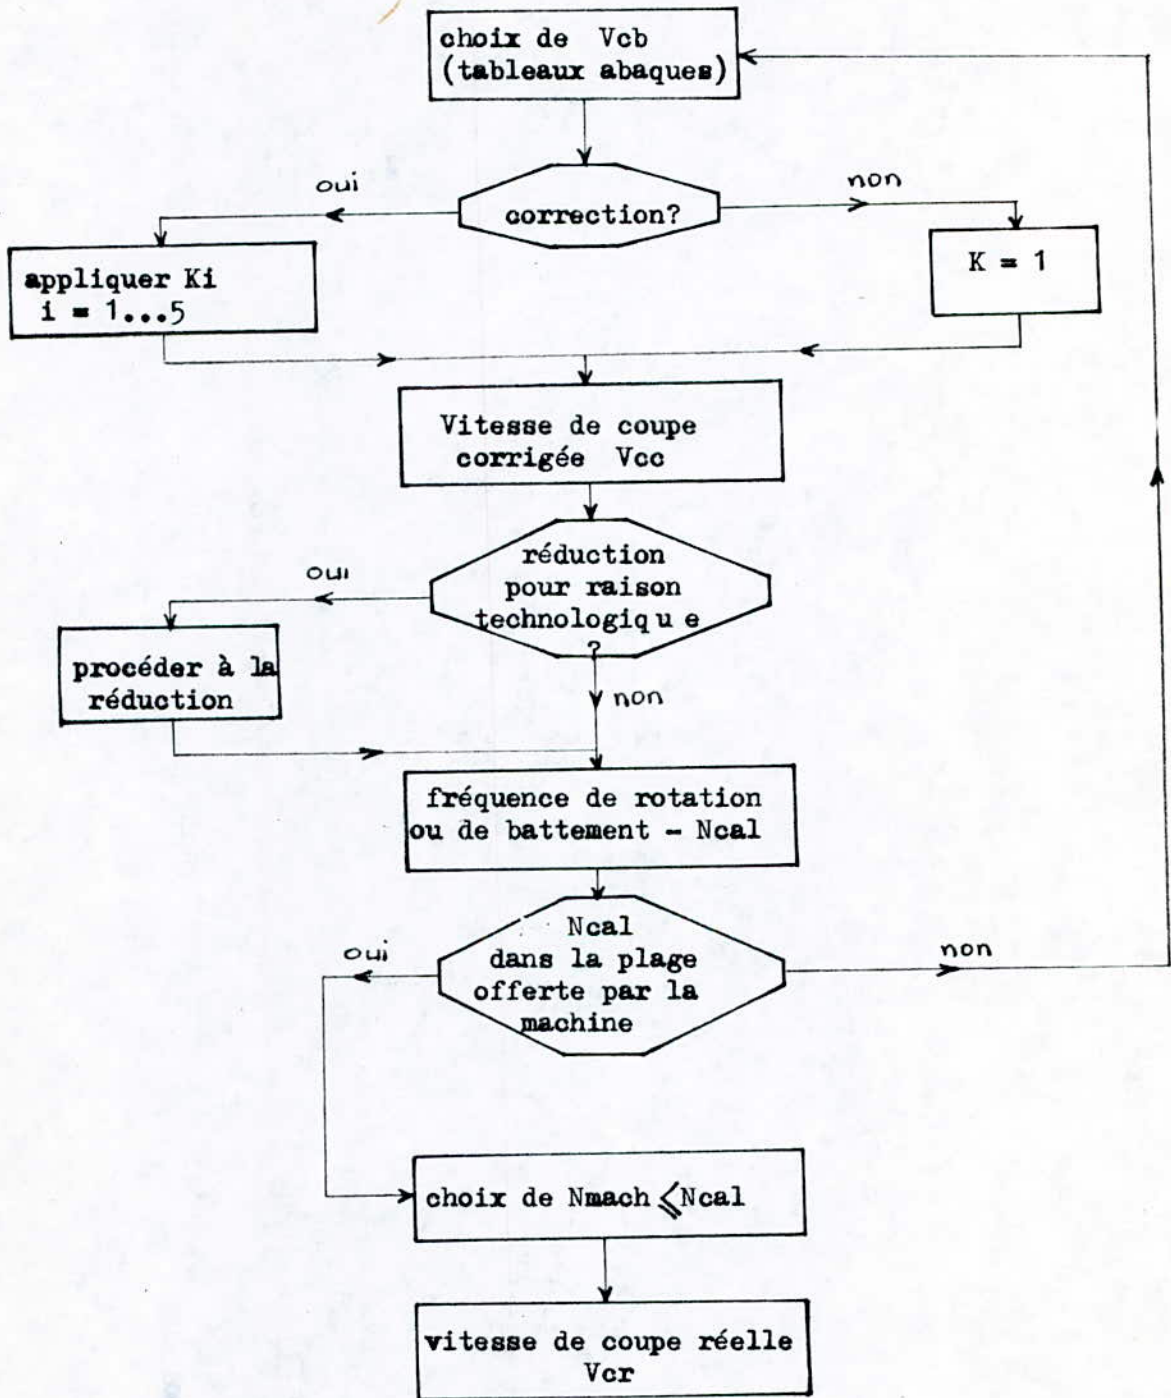 choix de Vcb
(tableaux abaques)
correction?
oui
non
appliquer Ki
i = 1...5
K = 1
Vitesse de coupe
corrigée Vcc
réduction
pour raison
technologiqu e
?
oui
non
procéder à la
réduction
fréquence de rotation
ou de battement - Ncal
Ncal
dans la plage
offerte par la
machine
oui
non
choix de Nmach ⩽ Ncal
vitesse de coupe réelle
Vcr